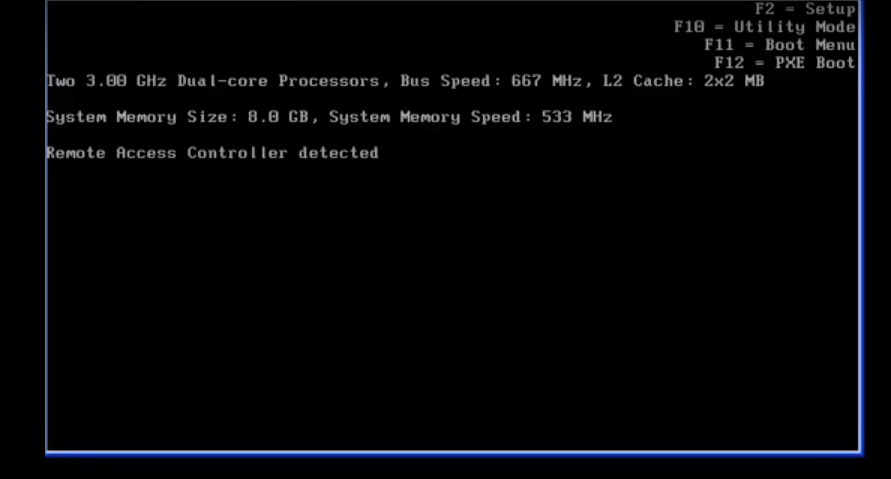 F2 = Setup
F10 = Utility Mode
F11 = Boot Menu
F12 = PXE Boot
Two 3.00 GHz Dual-core Processors, Bus Speed: 667 MHz, L2 Cache: 2x2 MB
System Memory Size: 8.0 GB, System Memory Speed: 533 MHz
Remote Access Controller detected